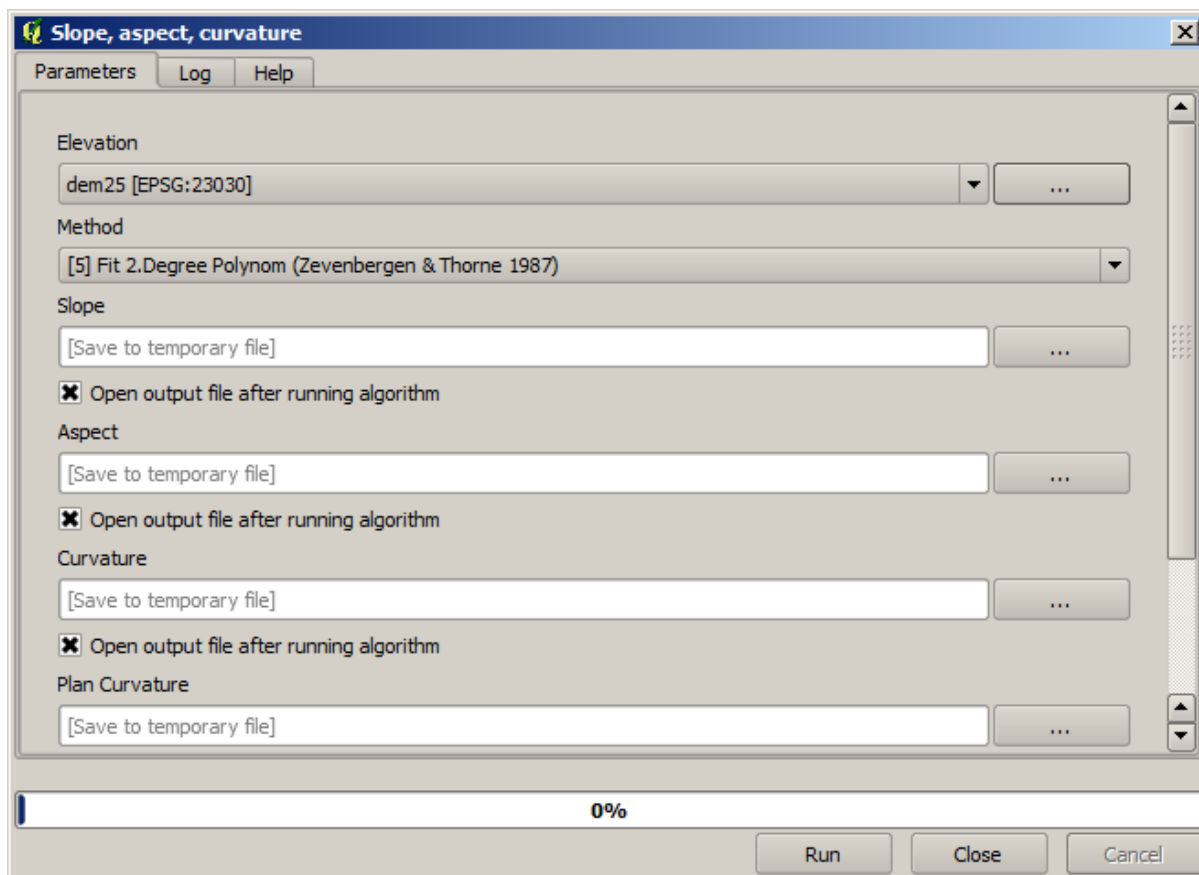 Slope, aspect, curvature
Parameters Log Help
Elevation
dem25 [EPSG:23030]
...
Method
[5] Fit 2.Degree Polynom (Zevenbergen & Thorne 1987)
Slope
[Save to temporary file]
...
Open output file after running algorithm
Aspect
[Save to temporary file]
...
Open output file after running algorithm
Curvature
[Save to temporary file]
...
Open output file after running algorithm
Plan Curvature
[Save to temporary file]
...
0%
Run Close Cancel